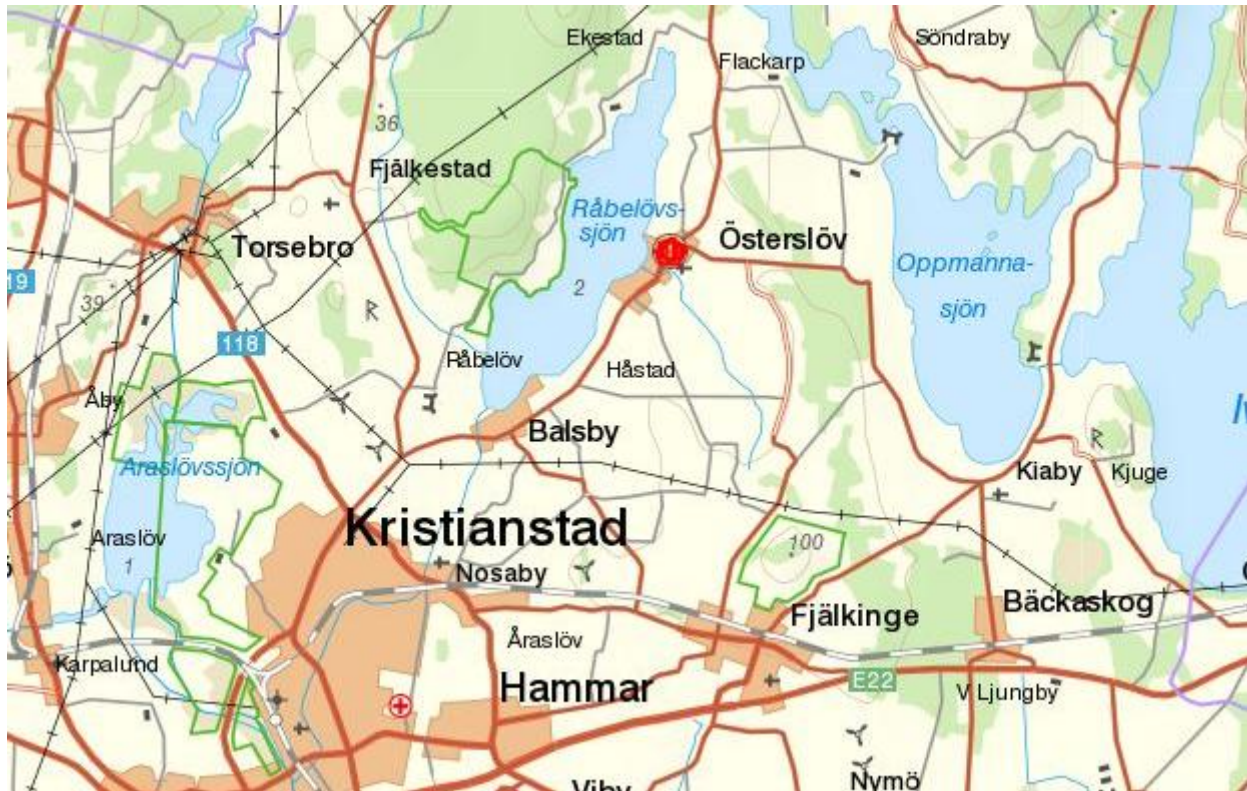 Ekestad
Söndraby
Flackarp
36
Fjälkestad
Råbelövs-
sjön
Österslöv
Torsebro
Oppmanna-
sjön
19
39
2
118
Råbelöv
Håstad
Åby
Balsby
Araslövssjön
Kiaby
Kjuge
Kristianstad
Araslöv
100
1
Nosaby
Bäckaskog
Fjälkinge
Åraslöv
Karpalund
Hammar
E22
V Ljungby
Viby
Nymö